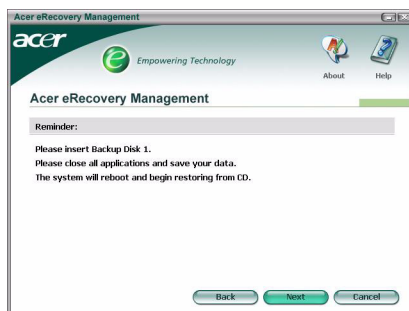 Acer eRecovery Management
acer
e Empowering Technology
About Help
Acer eRecovery Management
Reminder:
Please insert Backup Disk 1.
Please close all applications and save your data.
The system will reboot and begin restoring from CD.
Back Next Cancel